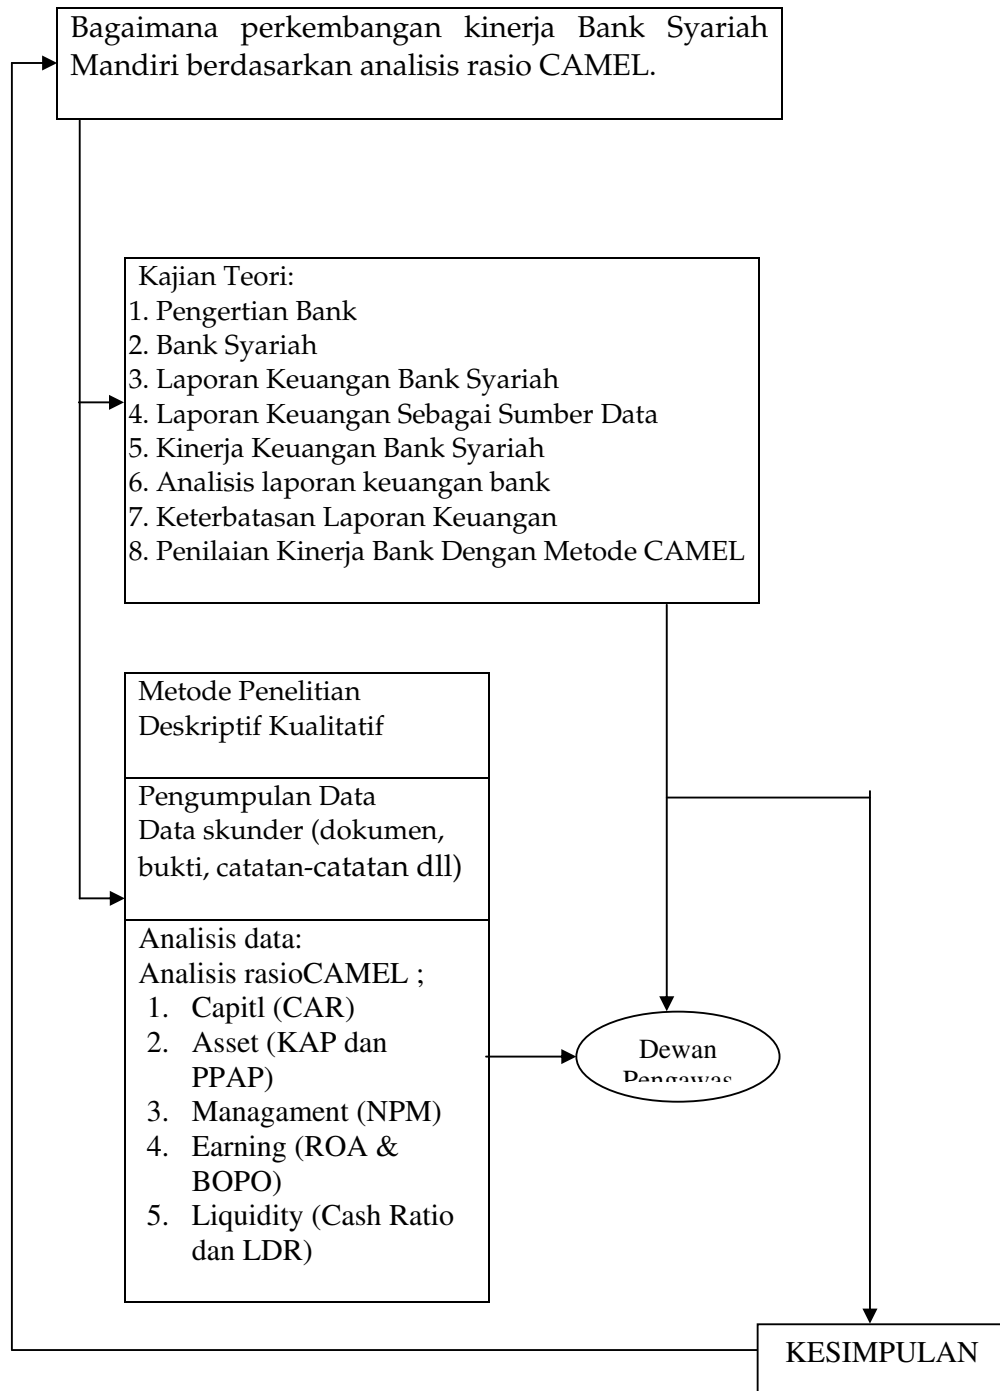 Bagaimana perkembangan kinerja Bank Syariah
Mandiri berdasarkan analisis rasio CAMEL.
Kajian Teori:
1. Pengertian Bank
2. Bank Syariah
3. Laporan Keuangan Bank Syariah
4. Laporan Keuangan Sebagai Sumber Data
5. Kinerja Keuangan Bank Syariah
6. Analisis laporan keuangan bank
7. Keterbatasan Laporan Keuangan
8. Penilaian Kinerja Bank Dengan Metode CAMEL
Metode Penelitian
Deskriptif Kualitatif
Pengumpulan Data
Data skunder (dokumen,
bukti, catatan-catatan dll)
Analisis data:
Analisis rasioCAMEL ;
1. Capitl (CAR)
2. Asset (KAP dan
PPAP)
3. Managament (NPM)
4. Earning (ROA &
BOPO)
5. Liquidity (Cash Ratio
dan LDR)
Dewan
Pengawas
KESIMPULAN